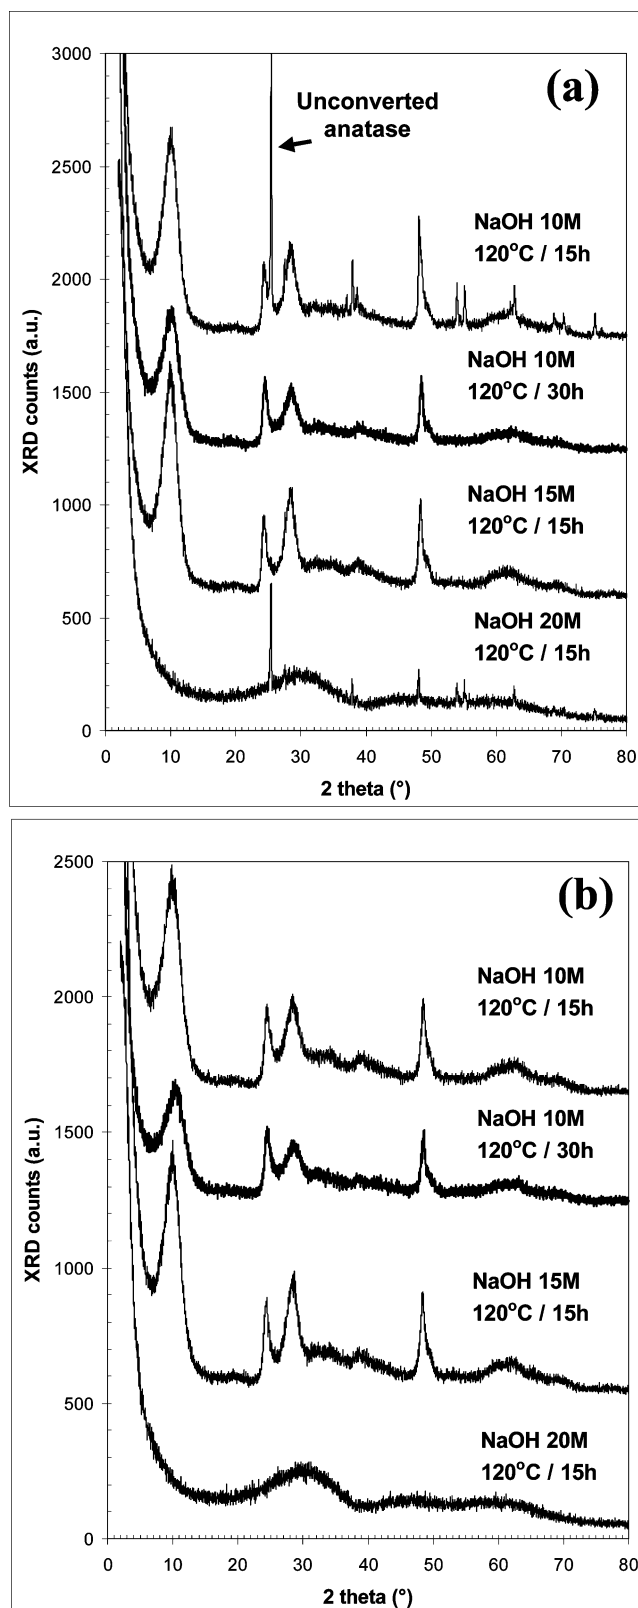 (a)
3000
2500
2000
1500
1000
500
0
XRD counts (a.u.)
Unconverted
anatase
NaOH 10M
120°C / 15h
NaOH 10M
120°C / 30h
NaOH 15M
120°C / 15h
NaOH 20M
120°C / 15h
0 10 20 30 40 50 60 70 80
2 theta (°)
(b)
2500
2000
1500
1000
500
0
XRD counts (a.u.)
NaOH 10M
120°C / 15h
NaOH 10M
120°C / 30h
NaOH 15M
120°C / 15h
NaOH 20M
120°C / 15h
0 10 20 30 40 50 60 70 80
2 theta (°)